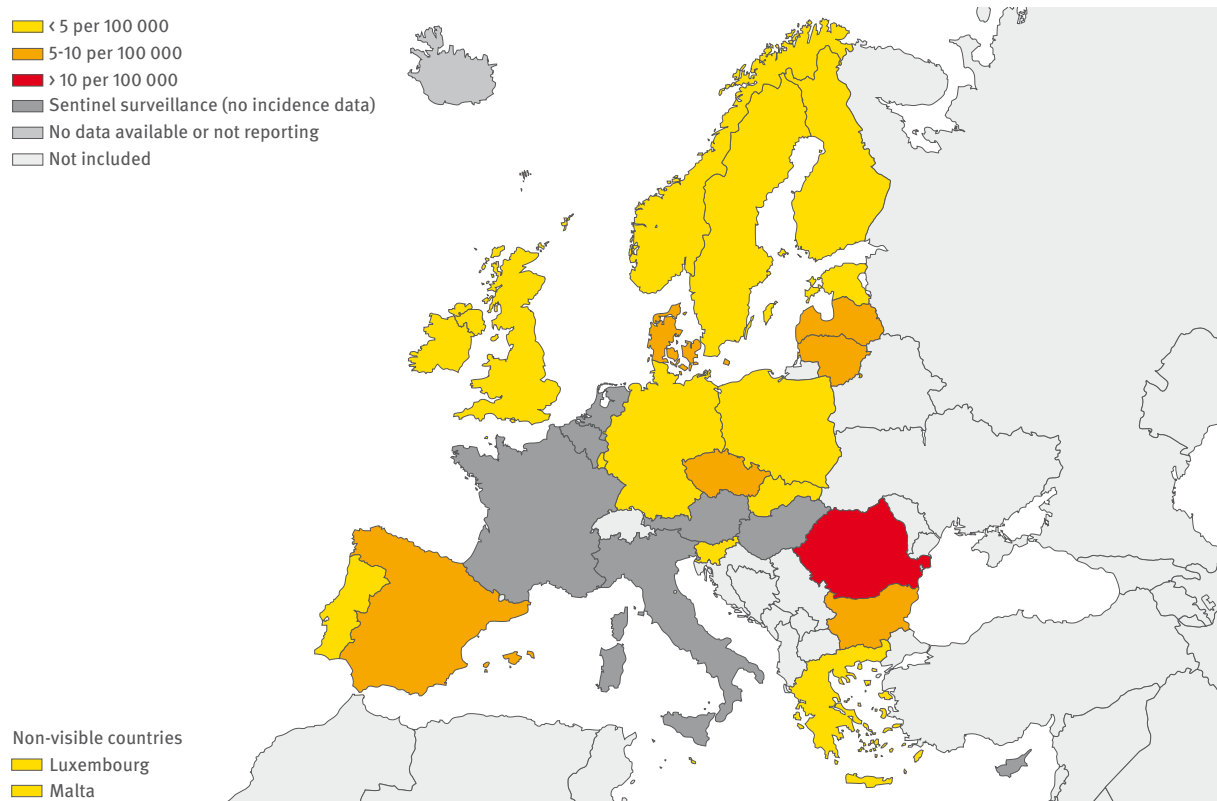 < 5 per 100 000
5-10 per 100 000
> 10 per 100 000
Sentinel surveillance (no incidence data)
No data available or not reporting
Not included
Non-visible countries
Luxembourg
Malta